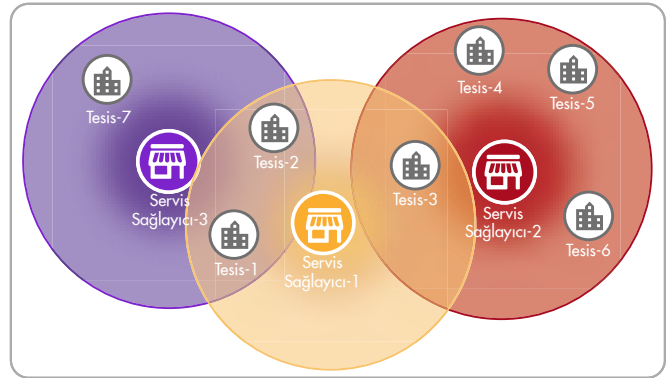 Tesis-7
Tesis-2
Servis
Sağlayıcı-3
Tesis-1
Servis
Sağlayıcı-1
Tesis-4
Tesis-5
Tesis-3
Servis
Sağlayıcı-2
Tesis-6